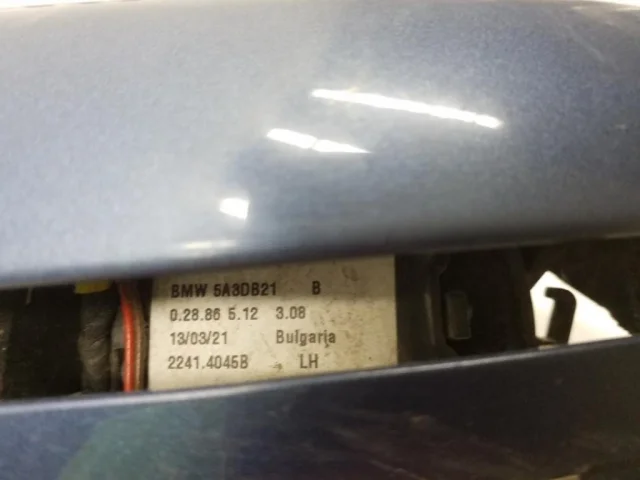 BMW 5A3DB21 B
0.28.86 5.12 3.08
13/03/21 Bulgaria
2241.4045B LH